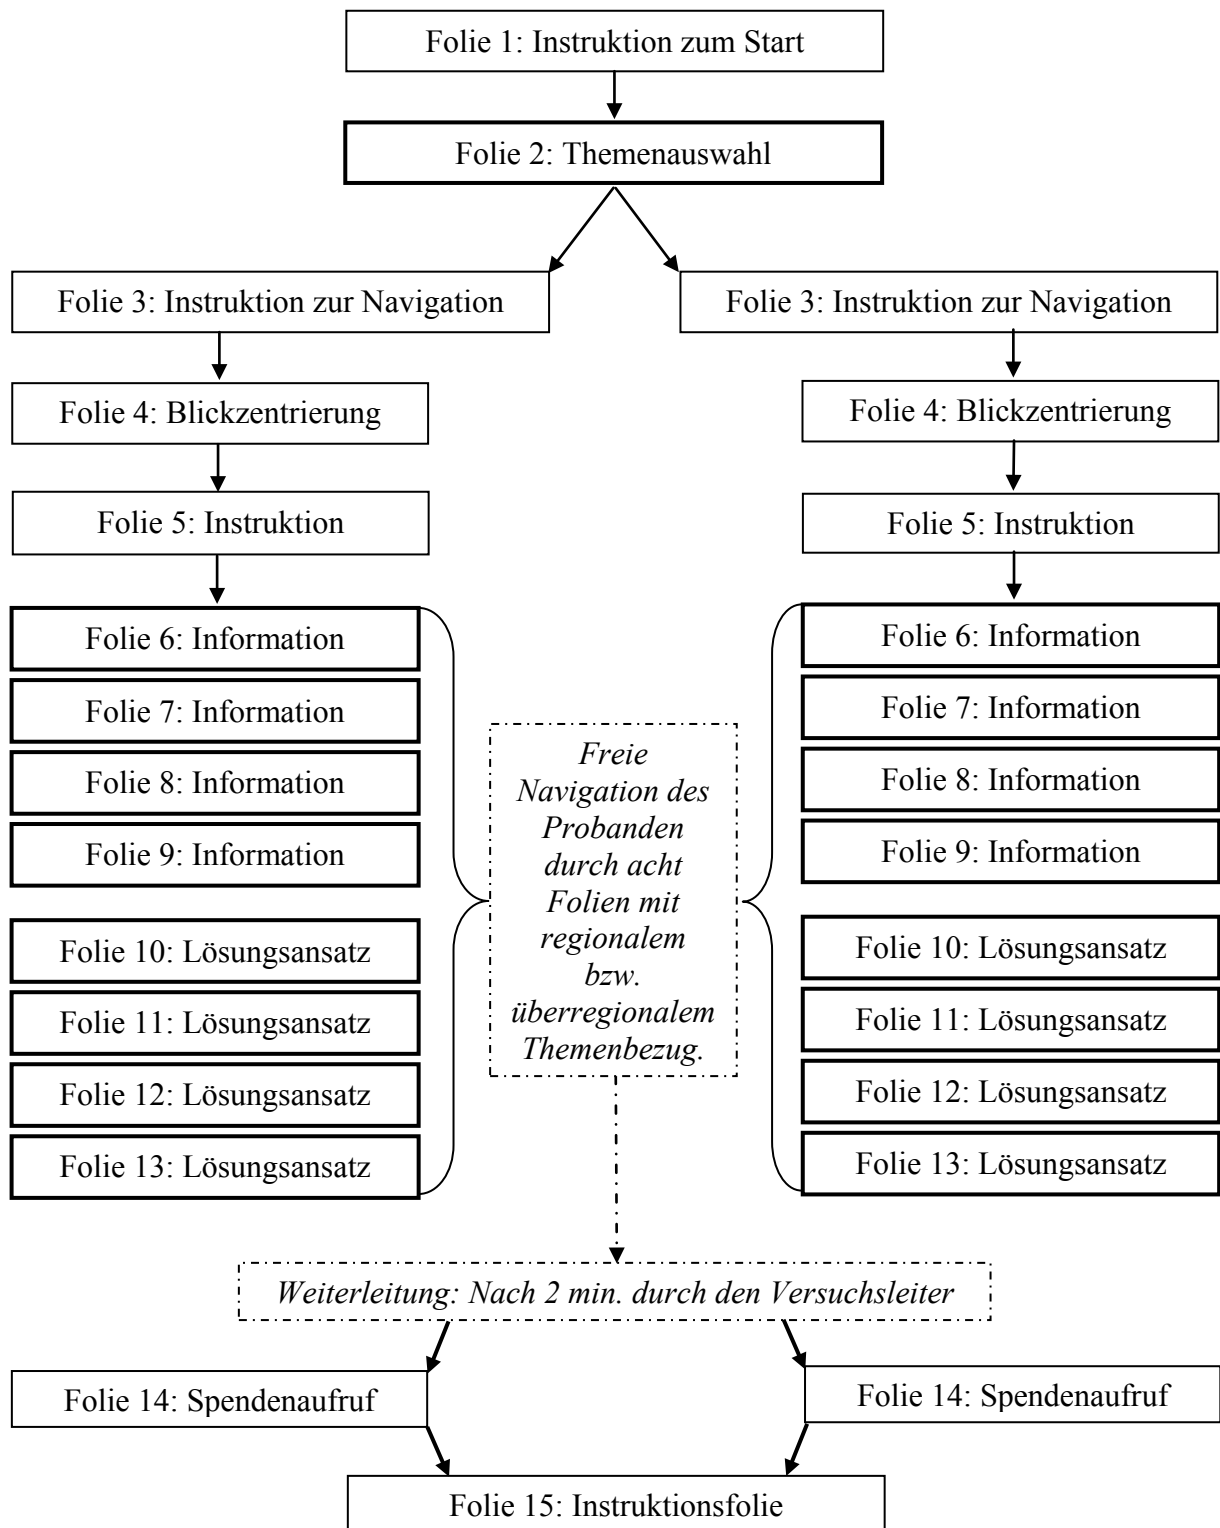 Folie 1: Instruktion zum Start
Folie 2: Themenauswahl
Folie 3: Instruktion zur Navigation
Folie 3: Instruktion zur Navigation
Folie 4: Blickzentrierung
Folie 4: Blickzentrierung
Folie 5: Instruktion
Folie 5: Instruktion
Folie 6: Information
Folie 7: Information
Folie 8: Information
Folie 9: Information
Folie 10: Lösungsansatz
Folie 11: Lösungsansatz
Folie 12: Lösungsansatz
Folie 13: Lösungsansatz
Freie
Navigation des
Probanden
durch acht
Folien mit
regionalem
bzw.
überregionalem
Themenbezug.
Folie 6: Information
Folie 7: Information
Folie 8: Information
Folie 9: Information
Folie 10: Lösungsansatz
Folie 11: Lösungsansatz
Folie 12: Lösungsansatz
Folie 13: Lösungsansatz
Weiterleitung: Nach 2 min. durch den Versuchsleiter
Folie 14: Spendenaufruf
Folie 14: Spendenaufruf
Folie 15: Instruktionsfolie